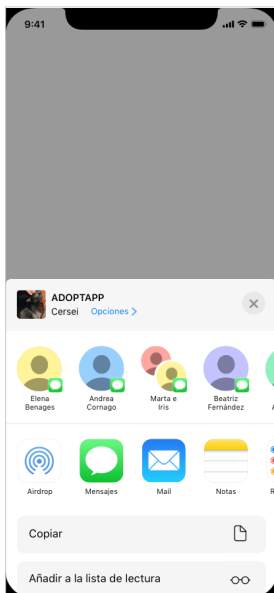 9:41
ADOPTAPP
Cersei Opciones
Elena
Benages
Andrea
Cornago
Marta e
Iris
Beatriz
Fernández
Airdrop
Mensajes
Mail
Notas
Copiar
Añadir a la lista de lectura